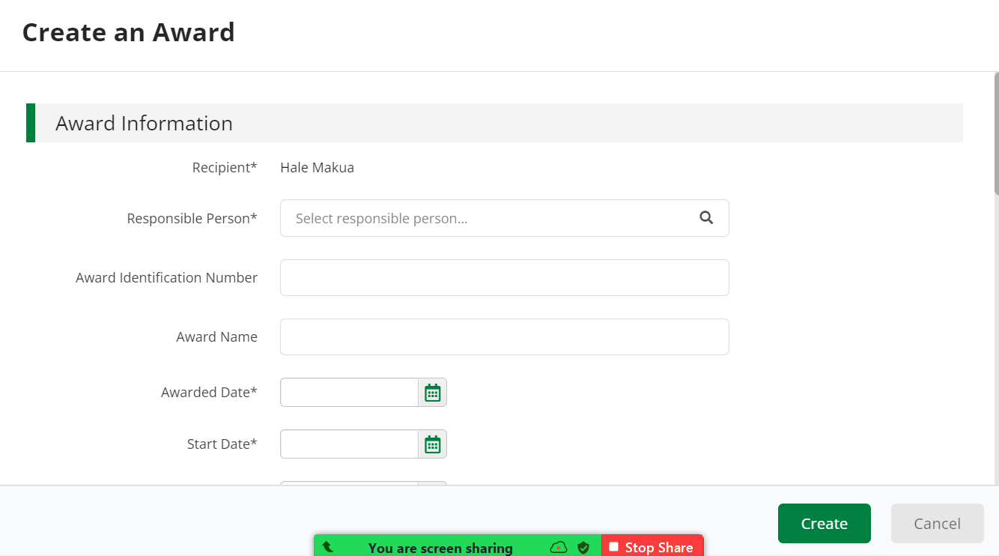 Create an Award
Award Information
Recipient* Hale Makua
Responsible Person* Select responsible person...
Award Identification Number
Award Name
Awarded Date*
Start Date*
Create Cancel
You are screen sharing Stop Share